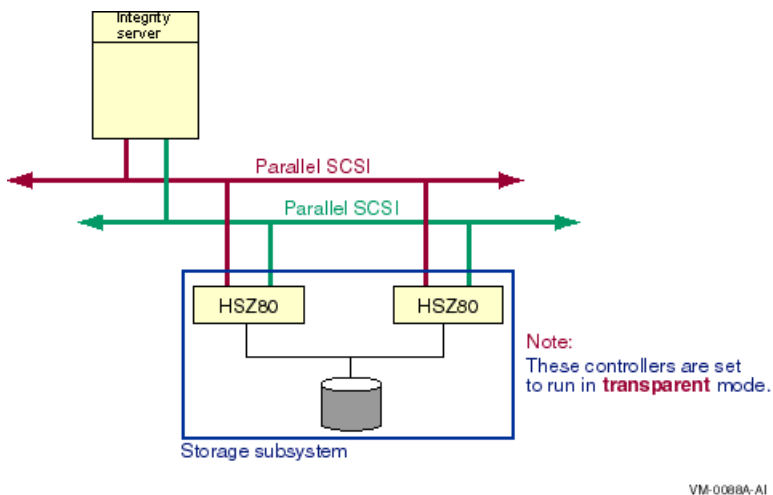 Integrity
server
Parallel SCSI
Parallel SCSI
HSZ80
HSZ80
Note:
These controllers are set
to run in transparent mode.
Storage subsystem
VM-0088A-AI